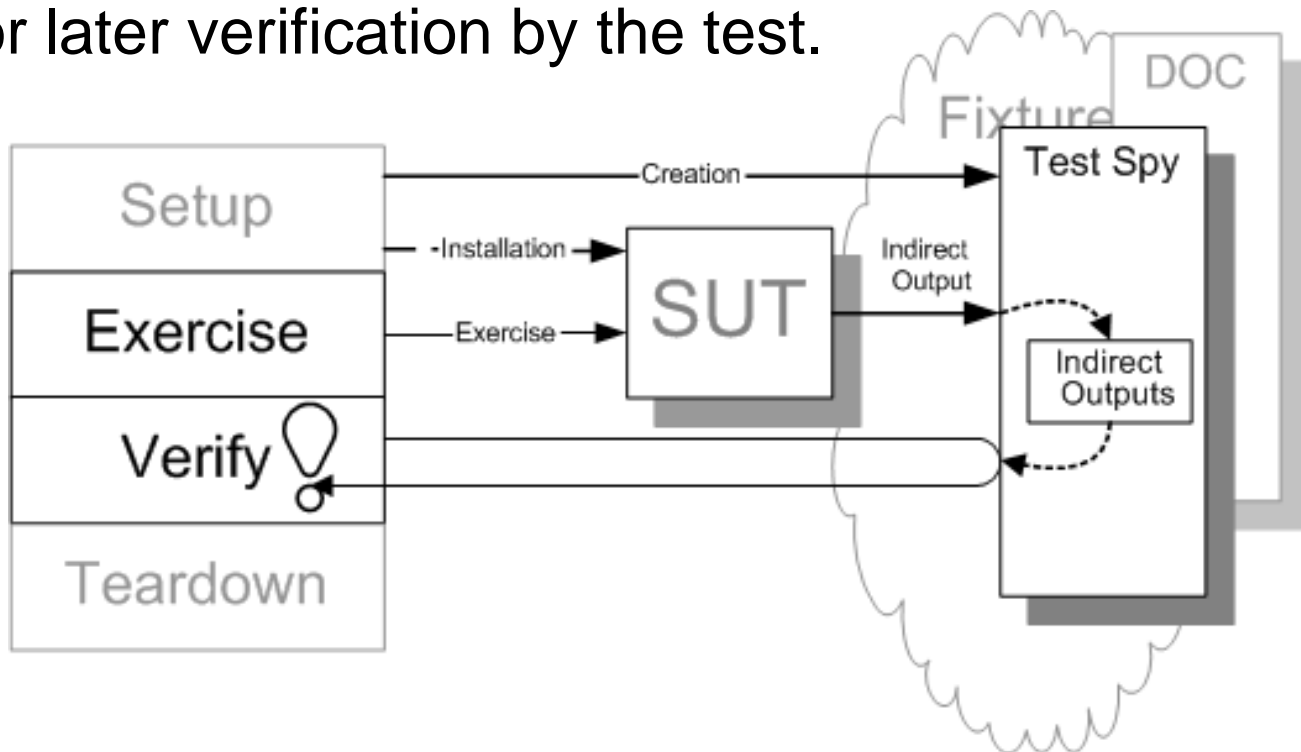 or later verification by the test.
DOC
Fixture
Test Spy
Setup
Creation
-Installation
Indirect
Output
SUT
Exercise
Exercise
Indirect
Outputs
Verify
Teardown